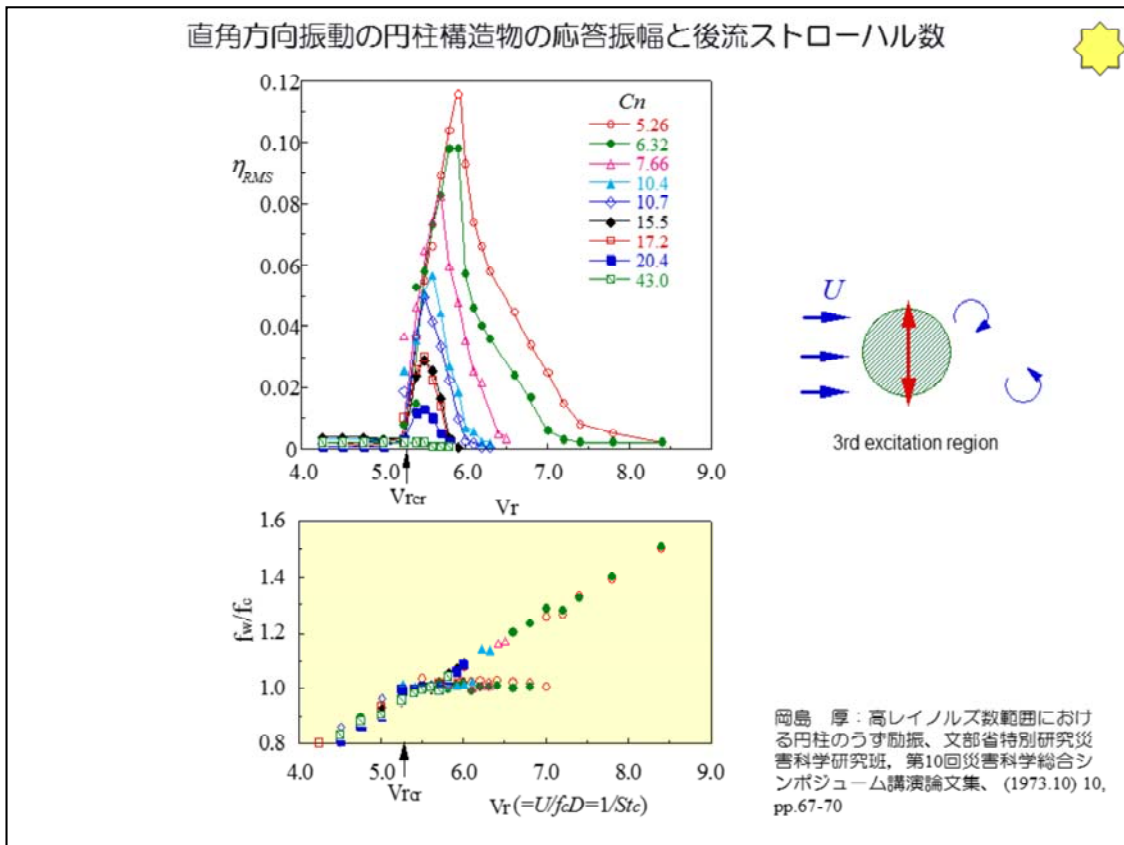 直角方向振動の円柱構造物の応答振幅と後流ストローハル数
0.12
0.10
0.08
0.06
0.04
0.02
0
ηRMS
Cn
5.26
6.32
7.66
10.4
10.7
15.5
17.2
20.4
43.0
4.0 5.0 6.0 7.0 8.0 9.0
Vrcr
Vr
U
3rd excitation region
1.6
1.4
1.2
1.0
0.8
fw/fc
4.0 5.0 6.0 7.0 8.0 9.0
Vrcr
Vr (=U/fcD=1/Stc)
岡島 厚：高レイノルズ数範囲におけ
る円柱のうず励振、文部省特別研究災
害科学研究班，第10回災害科学総合シ
ンポジューム講演論文集、 (1973.10) 10,
pp.67-70